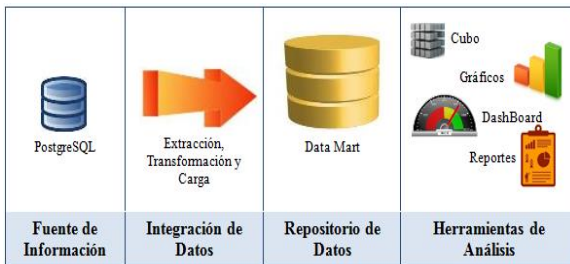 PostgreSQL
Extracción,
Transformación y
Carga
Data Mart
Cubo
Gráficos
DashBoard
Reportes
Fuente de
Información
Integración de
Datos
Repositorio de
Datos
Herramientas de
Análisis